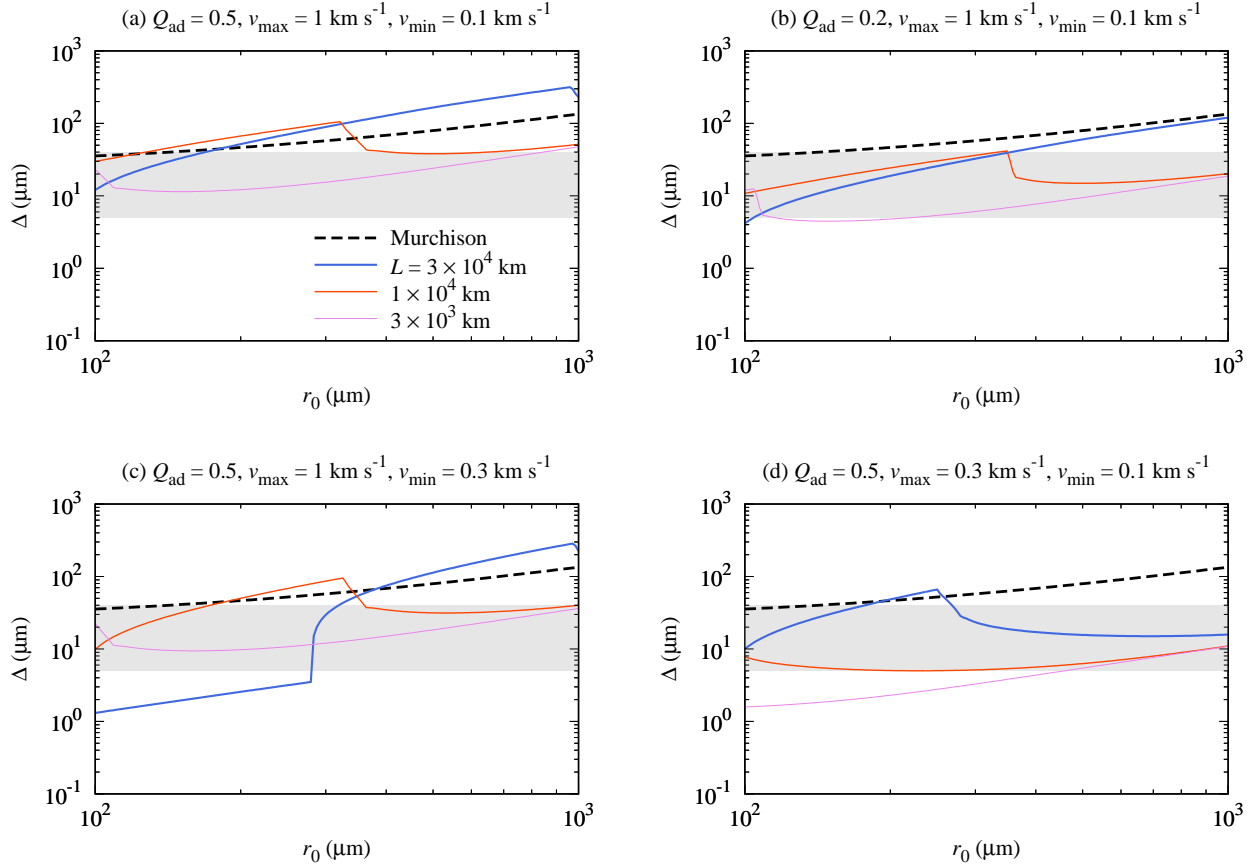 (a) Q_ad = 0.5, v_max = 1 km s^-1, v_min = 0.1 km s^-1
10^3
10^2
10^1
10^0
10^-1
Δ (μm)
Murchison
L = 3 × 10^4 km
1 × 10^4 km
3 × 10^3 km
10^2
10^3
r_0 (μm)
(b) Q_ad = 0.2, v_max = 1 km s^-1, v_min = 0.1 km s^-1
10^3
10^2
10^1
10^0
10^-1
Δ (μm)
10^2
10^3
r_0 (μm)
(c) Q_ad = 0.5, v_max = 1 km s^-1, v_min = 0.3 km s^-1
10^3
10^2
10^1
10^0
10^-1
Δ (μm)
10^2
10^3
r_0 (μm)
(d) Q_ad = 0.5, v_max = 0.3 km s^-1, v_min = 0.1 km s^-1
10^3
10^2
10^1
10^0
10^-1
Δ (μm)
10^2
10^3
r_0 (μm)